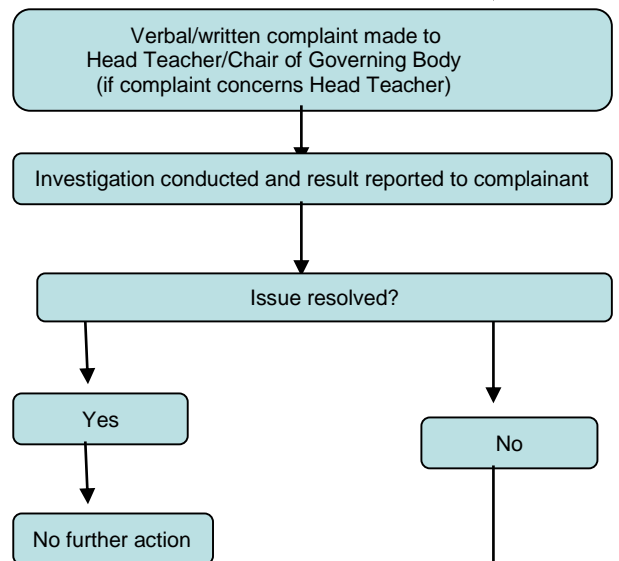 Verbal/written complaint made to
Head Teacher/Chair of Governing Body
(if complaint concerns Head Teacher)
Investigation conducted and result reported to complainant
Issue resolved?
Yes
No
No further action